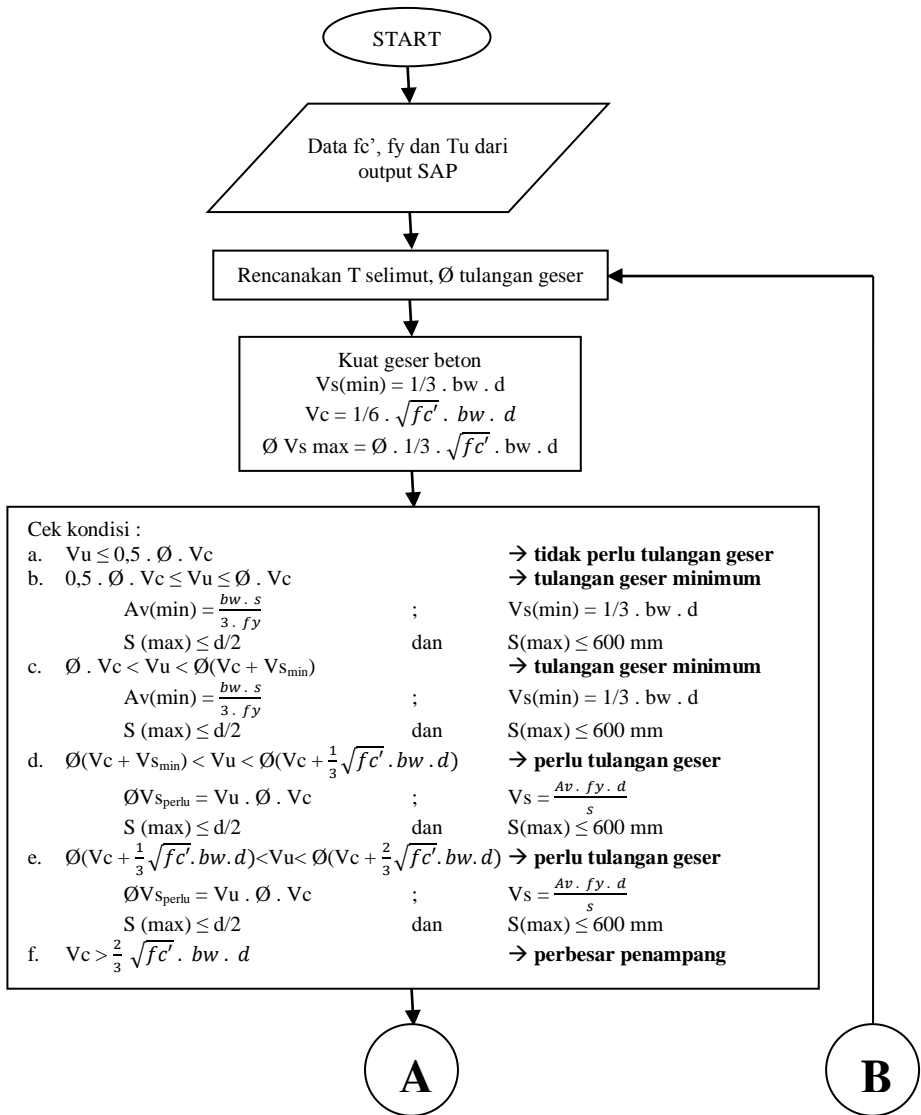 START
Data fc’, fy dan Tu dari
output SAP
Rencanakan T selimut, Ø tulangan geser
Kuat geser beton
Vs(min) = 1/3 . bw . d
Vc = 1/6 . √fc′ . bw . d
Ø Vs max = Ø . 1/3 . √fc′ . bw . d
Cek kondisi :
a. Vu ≤ 0,5 . Ø . Vc → tidak perlu tulangan geser
b. 0,5 . Ø . Vc ≤ Vu ≤ Ø . Vc → tulangan geser minimum
Av(min) = bw . s / 3 . fy ; Vs(min) = 1/3 . bw . d
S (max) ≤ d/2 dan S(max) ≤ 600 mm
c. Ø . Vc < Vu < Ø(Vc + Vsmin) → tulangan geser minimum
Av(min) = bw . s / 3 . fy ; Vs(min) = 1/3 . bw . d
S (max) ≤ d/2 dan S(max) ≤ 600 mm
d. Ø(Vc + Vsmin) < Vu < Ø(Vc + 1/3 √fc′ . bw . d) → perlu tulangan geser
ØVsperlu = Vu . Ø . Vc ; Vs = Av . fy . d / s
S (max) ≤ d/2 dan S(max) ≤ 600 mm
e. Ø(Vc + 1/3 √fc′. bw. d)<Vu< Ø(Vc + 2/3 √fc′. bw. d) → perlu tulangan geser
ØVsperlu = Vu . Ø . Vc ; Vs = Av . fy . d / s
S (max) ≤ d/2 dan S(max) ≤ 600 mm
f. Vc > 2/3 √fc′ . bw . d → perbesar penampang
A
B